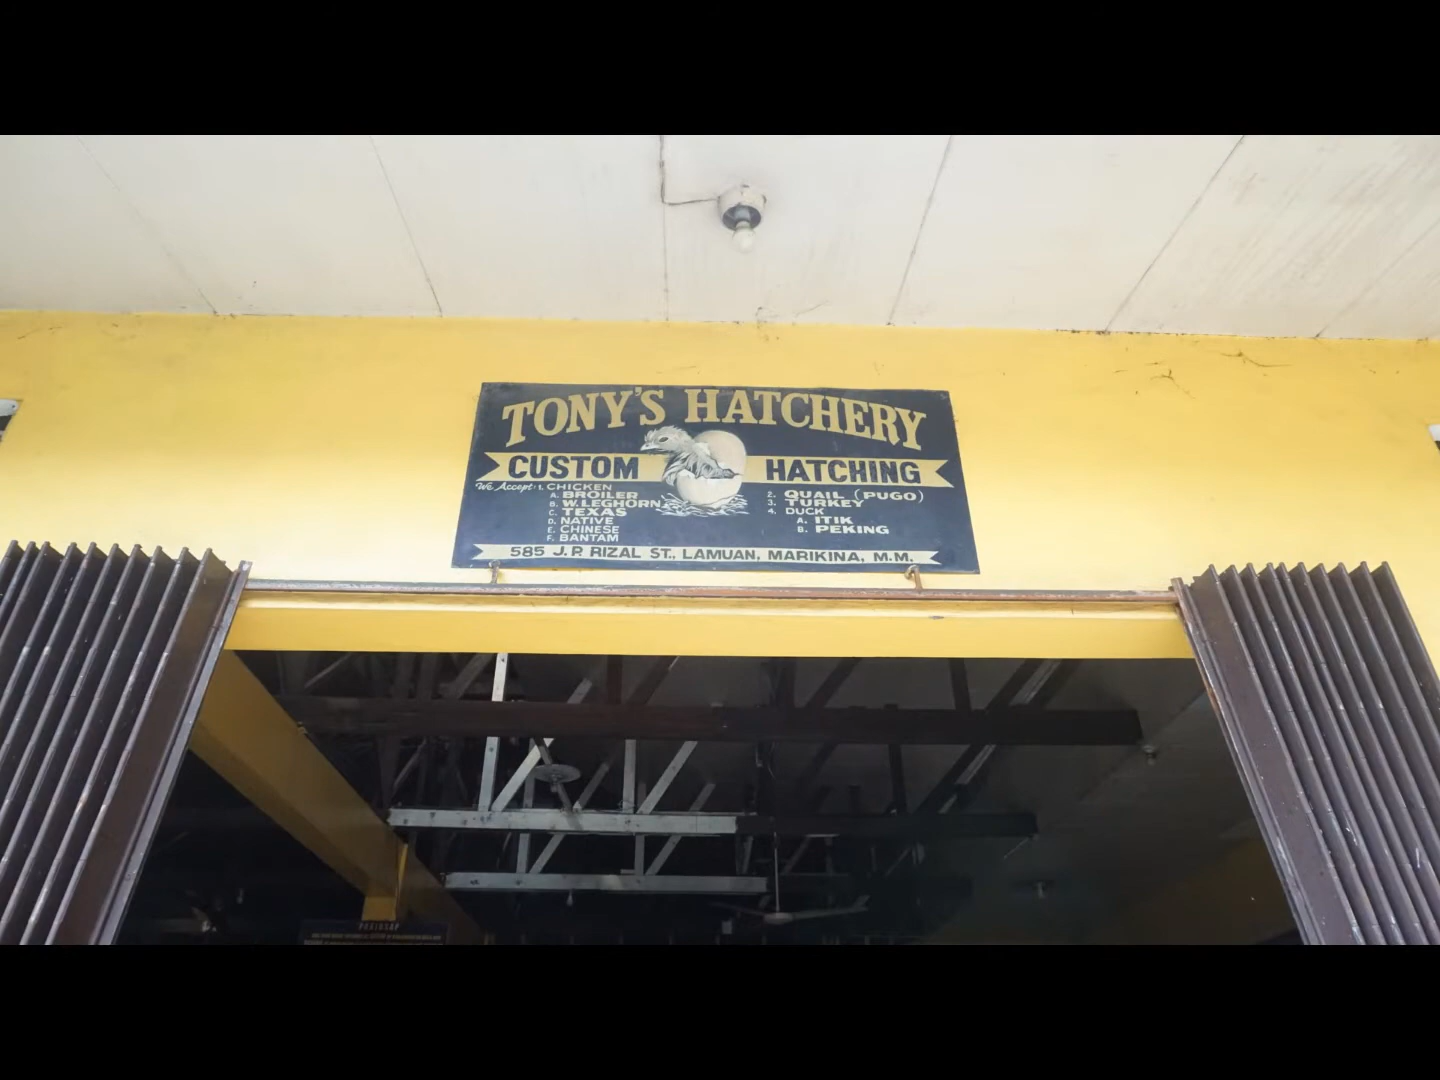 TONY'S HATCHERY
CUSTOM HATCHING
We Accept: 1. CHICKEN
A. BROILER
B. W. LEGHORN
C. TEXAS
D. NATIVE
E. CHINESE
F. BANTAM
2. QUAIL (PUGO)
3. TURKEY
4. DUCK
A. ITIK
B. PEKING
585 J. P. RIZAL ST., LAMUAN, MARIKINA, M.M.